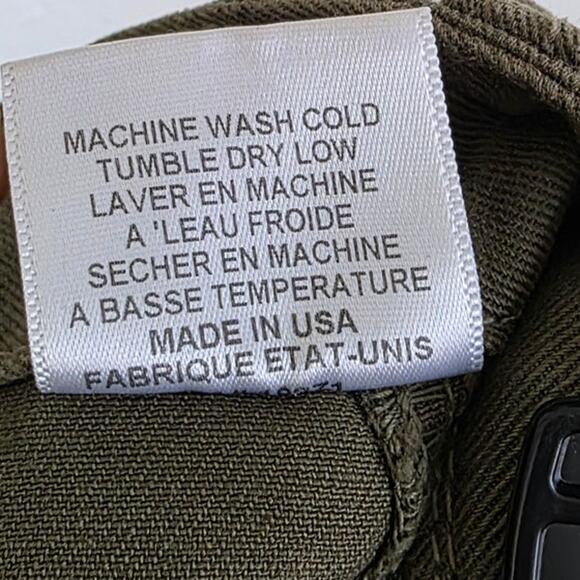 MACHINE WASH COLD
TUMBLE DRY LOW
LAVER EN MACHINE
A 'LEAU FROIDE
SECHER EN MACHINE
A BASSE TEMPERATURE
MADE IN USA
FABRIQUE ETAT-UNIS